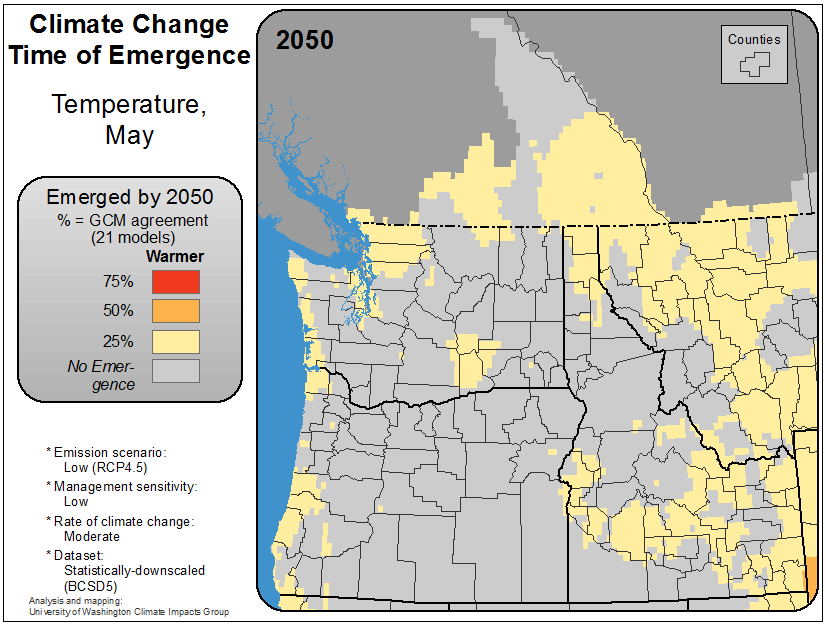 Climate Change
Time of Emergence
Temperature,
May
Emerged by 2050
% = GCM agreement
(21 models)
Warmer
75%
50%
25%
No Emer-
gence
* Emission scenario:
Low (RCP4.5)
* Management sensitivity:
Low
* Rate of climate change:
Moderate
* Dataset:
Statistically-downscaled
(BCSD5)
Analysis and mapping:
University of Washington Climate Impacts Group
2050
Counties